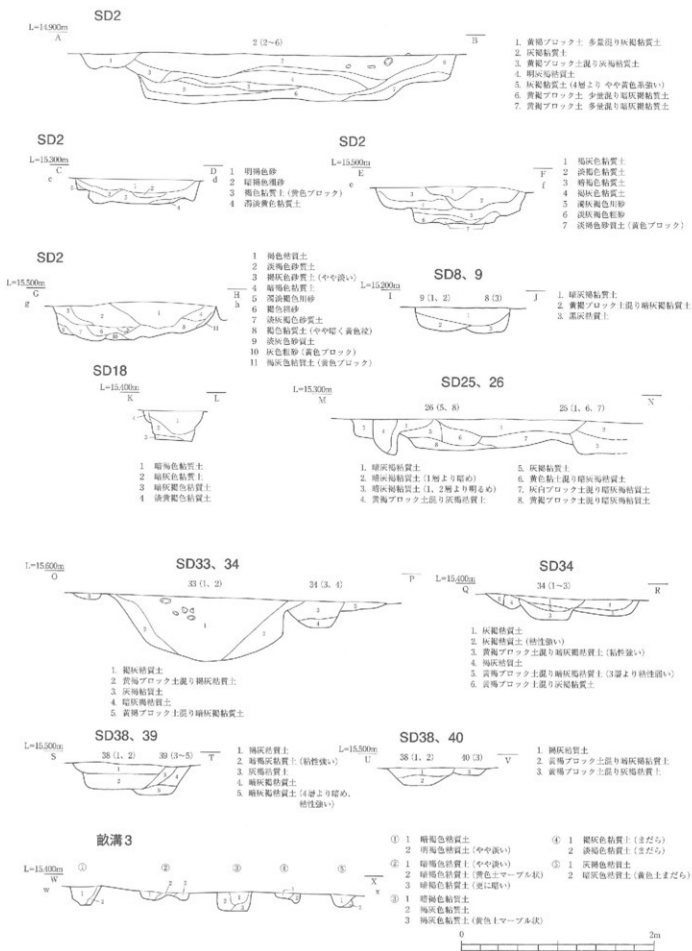 SD2
L=14.900m
A
2 (2~6)
B
1. 黄褐ブロック土 多量混り灰褐粘質土
2. 灰褐粘質土
3. 黄褐ブロック土混り灰褐粘質土
4. 明灰褐粘質土
5. 灰褐粘質土 (4層より やや黄色系強い)
6. 黄褐ブロック土 少量混り暗灰褐粘質土
7. 黄褐ブロック土 多量混り暗灰褐粘質土
SD2
L=15.300m
C
D
c
d
1 明褐色砂
2 暗褐色細砂
3 褐色粘質土 (黄色ブロック)
4 濁淡黄色粘質土
SD2
L=15.500m
E
F
e
f
1 褐灰色粘質土
2 淡褐色粘質土
3 暗褐色粘質土
4 褐灰色粘質土
5 濁灰褐色粗砂
6 淡灰褐色粗砂
7 淡褐色砂質土 (黄色ブロック)
SD2
L=15.500m
G
H
g
h
1 褐色粘質土
2 淡褐色砂質土
3 褐灰色砂質土 (やや淡い)
4 暗褐色粘質土
5 濁淡褐色粗砂
6 褐色細砂
7 淡灰褐色砂質土
8 褐色粘質土 (やや暗く黄色浸)
9 淡灰色砂質土
10 灰色粗砂 (黄色ブロック)
11 褐灰色粘質土 (黄色ブロック)
SD8、9
L=15.200m
I
9 (1、2)
8 (3)
J
1. 暗灰褐粘質土
2. 黄褐ブロック土混り暗灰褐粘質土
3. 黒灰粘質土
SD18
L=15.400m
K
L
1 暗褐色粘質土
2 暗灰色粘質土
3 暗灰褐色粘質土
4 淡黄褐色粘質土
SD25、26
L=15.300m
M
26 (5、8)
25 (1、6、7)
N
1. 暗灰褐粘質土
2. 暗灰褐粘質土 (1層より暗め)
3. 暗灰褐粘質土 (1、2層より明るめ)
4. 黄褐ブロック土混り灰褐粘質土
5. 灰褐粘質土
6. 黄色粘土混り暗灰褐粘質土
7. 灰白ブロック土混り暗灰褐粘質土
8. 黄褐ブロック土混り暗灰褐粘質土
SD33、34
L=15.600m
O
33 (1、2)
34 (3、4)
P
1. 褐灰粘質土
2. 黄褐ブロック土混り褐灰粘質土
3. 灰褐粘質土
4. 暗灰褐粘質土
5. 黄褐ブロック土混り暗灰褐粘質土
SD34
L=15.400m
Q
34 (1~3)
R
1. 灰褐粘質土
2. 灰褐粘質土 (粘性強い)
3. 黄褐ブロック土混り暗灰褐粘質土 (粘性強い)
4. 褐灰粘質土
5. 黄褐ブロック土混り暗灰褐粘質土 (3層より粘性弱い)
6. 黄褐ブロック土混り灰褐粘質土
SD38、39
L=15.500m
S
38 (1、2)
39 (3~5)
T
1. 褐灰粘質土
2. 暗褐灰粘質土 (粘性強い)
3. 灰褐粘質土
4. 暗灰褐粘質土
5. 暗灰褐粘質土 (4層より暗め、
粘性強い)
SD38、40
L=15.500m
U
38 (1、2)
40 (3)
V
1. 褐灰粘質土
2. 黄褐ブロック土混り暗灰褐粘質土
3. 黄褐ブロック土混り灰褐粘質土
畝溝3
L=15.400m
W
w
① ② ③ ④ ⑤
X
x
① 1 暗褐色粘質土
2 明褐色粘質土 (やや淡い)
② 1 暗褐色粘質土 (やや淡い)
2 暗褐色粘質土 (黄色土マーブル状)
3 暗褐色粘質土 (更に暗い)
③ 1 暗褐色粘質土
2 褐灰色粘質土
3 褐灰色粘質土 (黄色土マーブル状)
④ 1 褐灰色粘質土 (まだら)
2 淡褐色粘質土 (まだら)
⑤ 1 灰褐色粘質土
2 暗灰色粘質土 (黄色土まだら)
0
2m